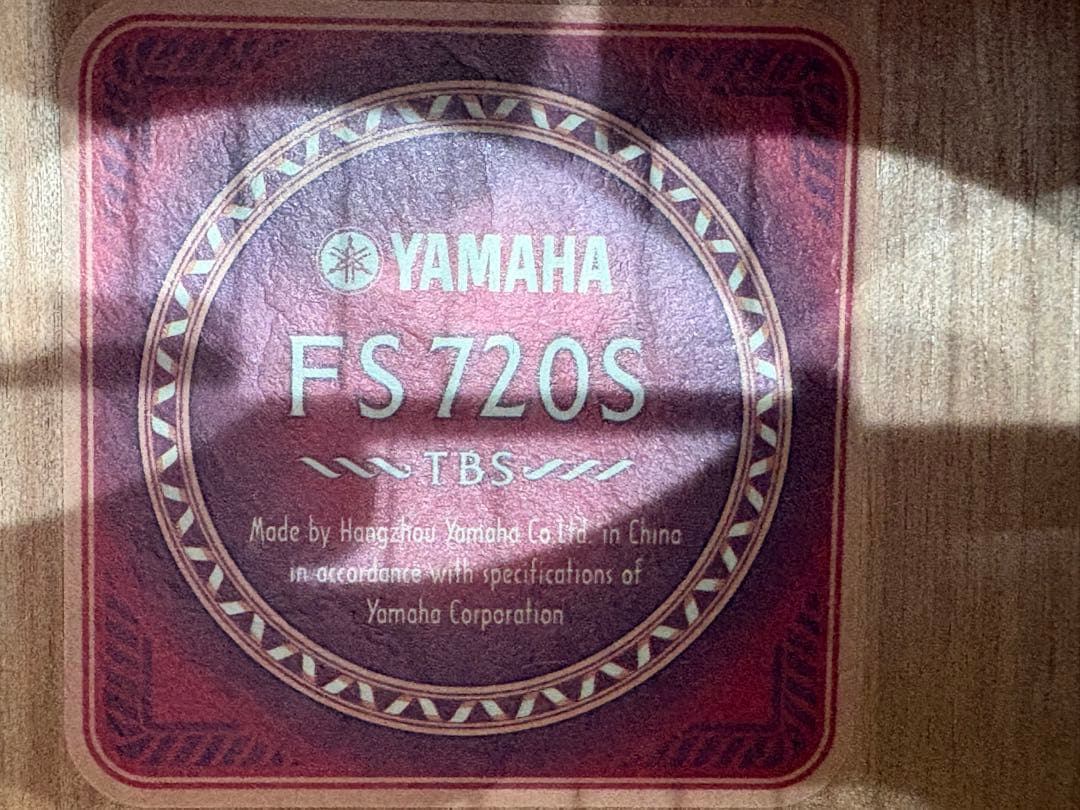 YAMAHA
FS720S
TBS
Made by Hangzhou Yamaha Co.Ltd. in China
in accordance with specifications of
Yamaha Corporation